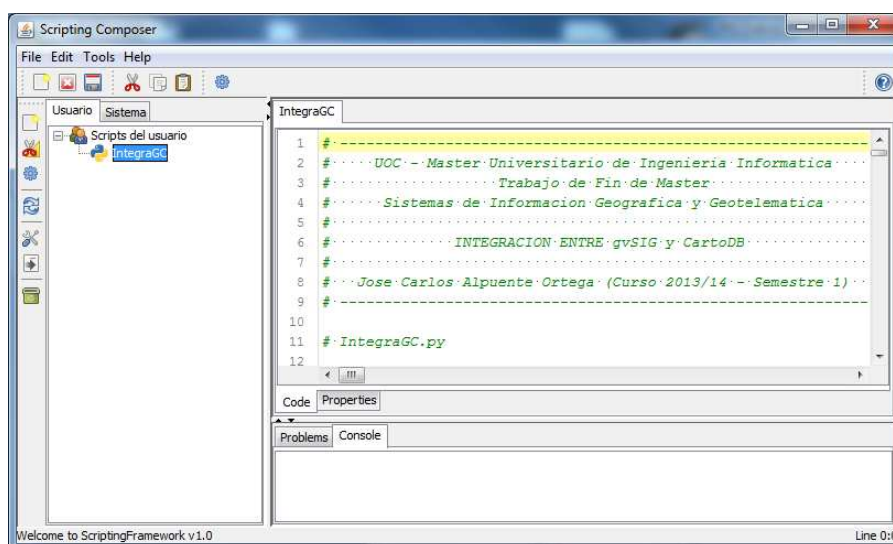 Scripting Composer
File Edit Tools Help
Usuario Sistema
Scripts del usuario
IntegraGC
IntegraGC
1 # ------------------------------------------------------------
2 # UOC - Master Universitario de Ingenieria Informatica
3 # Trabajo de Fin de Master
4 # Sistemas de Informacion Geografica y Geotelematica
5 #
6 # INTEGRACION ENTRE gvSIG y CartoDB
7 #
8 # Jose Carlos Alpuente Ortega (Curso 2013/14 - Semestre 1)
9 # ------------------------------------------------------------
10
11 # IntegraGC.py
12
Code Properties
Problems Console
Welcome to ScriptingFramework v1.0
Line 0: